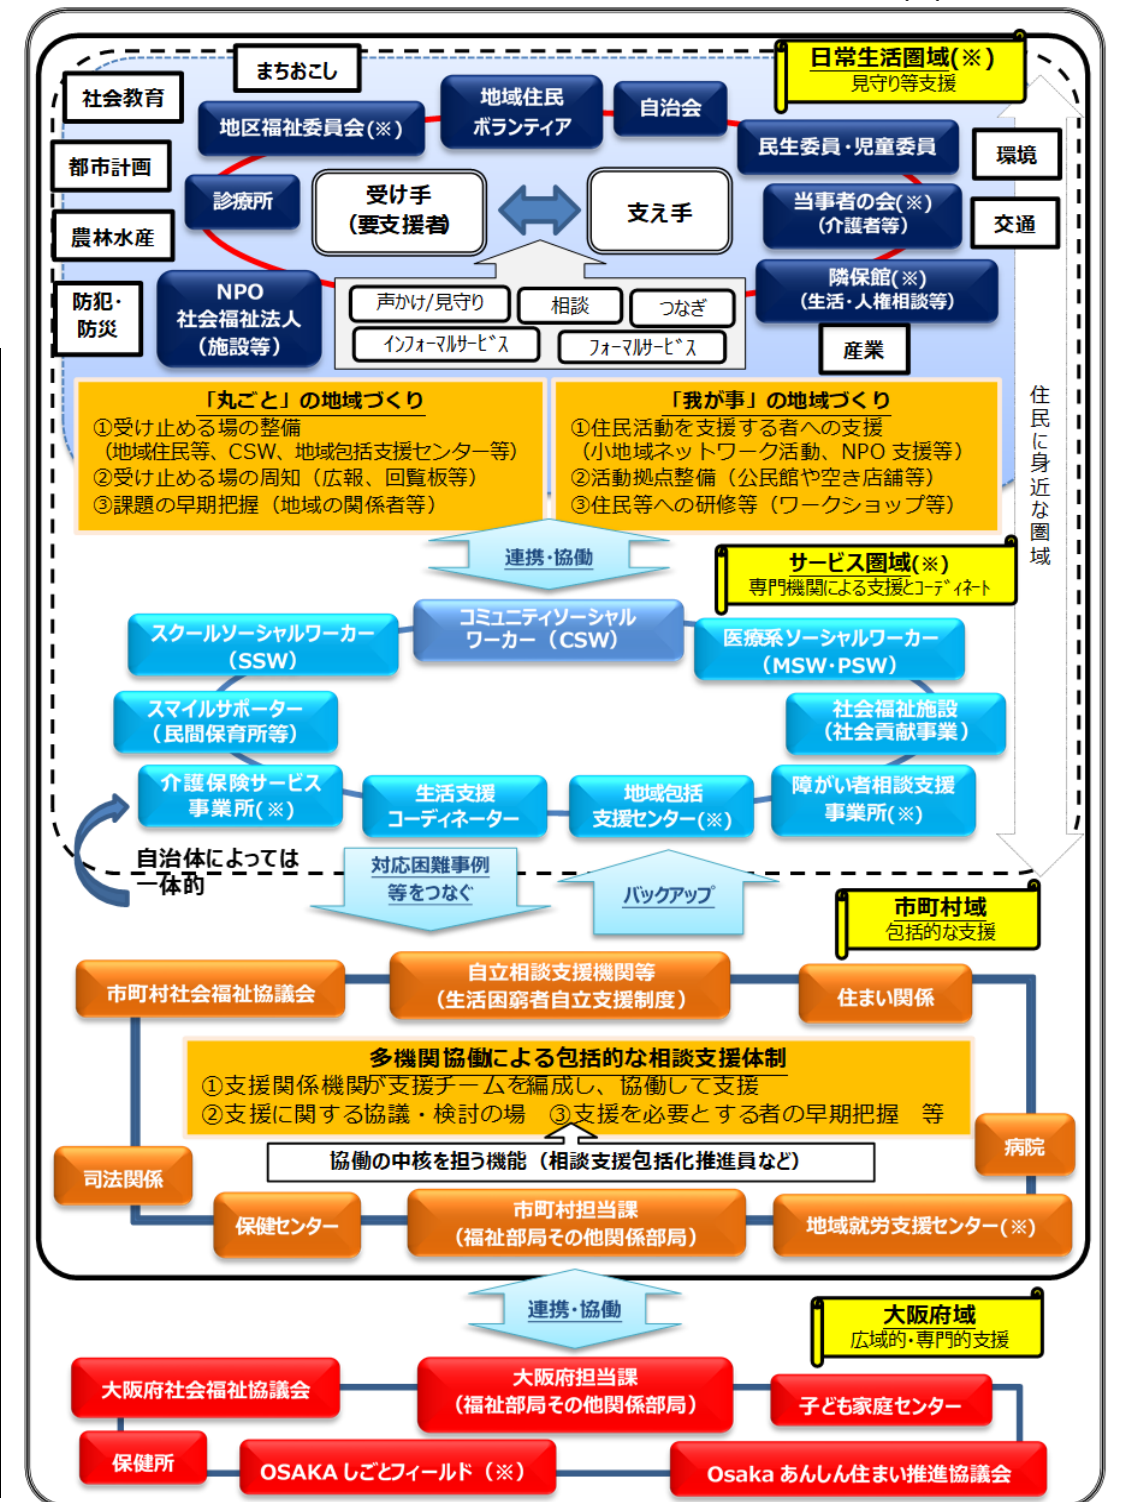 日常生活圏域(※)
見守り等支援
まちおこし
社会教育
地域住民
ボランティア
自治会
地区福祉委員会(※)
民生委員・児童委員
環境
都市計画
診療所
受け手
(要支援者)
支え手
当事者の会(※)
(介護者等)
交通
農林水産
隣保館(※)
(生活・人権相談等)
NPO
社会福祉法人
(施設等)
防犯・
防災
声かけ/見守り
相談
つなぎ
インフォーマルサービス
フォーマルサービス
産業
「丸ごと」の地域づくり
①受け止める場の整備
(地域住民等、CSW、地域包括支援センター等)
②受け止める場の周知（広報、回覧板等）
③課題の早期把握（地域の関係者等）
「我が事」の地域づくり
①住民活動を支援する者への支援
（小地域ネットワーク活動、NPO 支援等）
②活動拠点整備（公民館や空き店舗等）
③住民等への研修等（ワークショップ等）
住民に身近な圏域
連携・協働
サービス圏域(※)
専門機関による支援とコーディネート
コミュニティソーシャル
ワーカー（CSW）
スクールソーシャルワーカー
（SSW）
医療系ソーシャルワーカー
（MSW・PSW）
スマイルサポーター
（民間保育所等）
社会福祉施設
（社会貢献事業）
介護保険サービス
事業所(※)
生活支援
コーディネーター
地域包括
支援センター(※)
障がい者相談支援
事業所(※)
自治体によっては
一体的
対応困難事例
等をつなぐ
バックアップ
市町村域
包括的な支援
市町村社会福祉協議会
自立相談支援機関等
（生活困窮者自立支援制度）
住まい関係
多機関協働による包括的な相談支援体制
①支援関係機関が支援チームを編成し、協働して支援
②支援に関する協議・検討の場　③支援を必要とする者の早期把握　等
協働の中核を担う機能（相談支援包括化推進員など）
病院
司法関係
保健センター
市町村担当課
（福祉部局その他関係部局）
地域就労支援センター(※)
連携・協働
大阪府域
広域的・専門的支援
大阪府社会福祉協議会
大阪府担当課
（福祉部局その他関係部局）
子ども家庭センター
保健所
OSAKA しごとフィールド（※）
Osaka あんしん住まい推進協議会